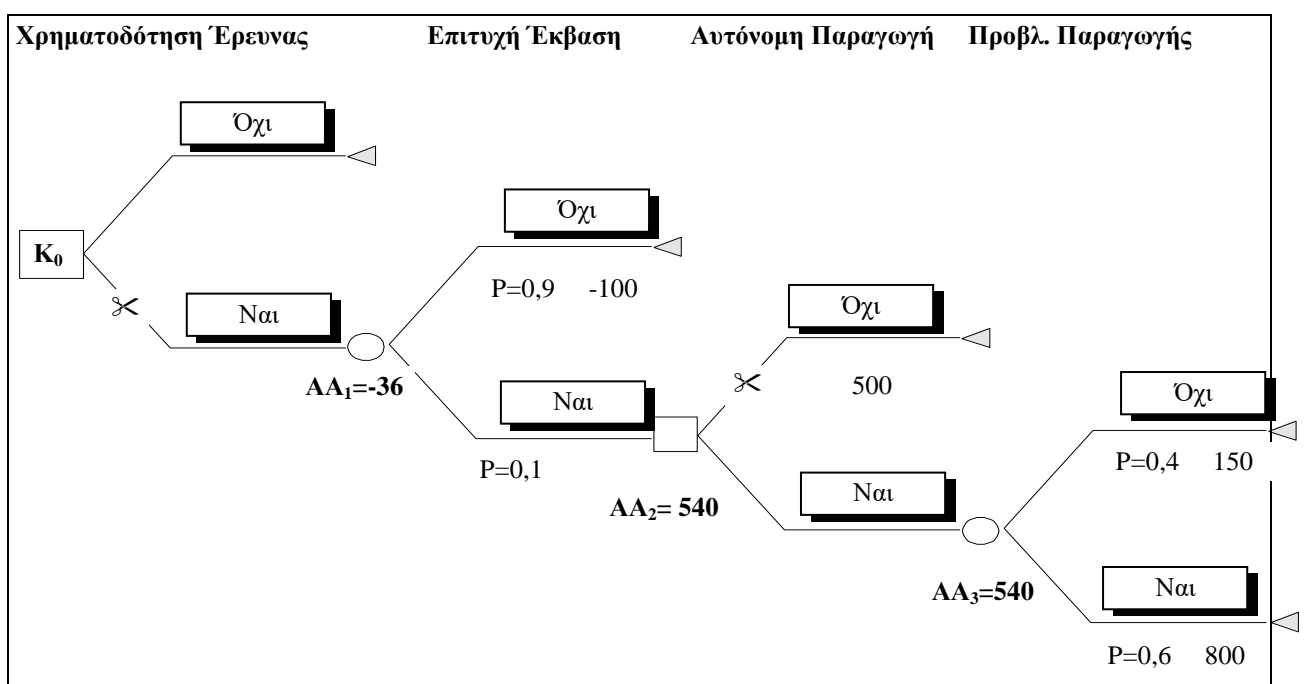 Χρηματοδότηση Έρευνας Επιτυχή Έκβαση Αυτόνομη Παραγωγή Προβλ. Παραγωγής
Όχι
Όχι
K₀
P=0,9 -100
Ναι
Όχι
AA₁=-36
Ναι
500
Όχι
P=0,1
P=0,4 150
Ναι
AA₂= 540
AA₃=540
Ναι
P=0,6 800